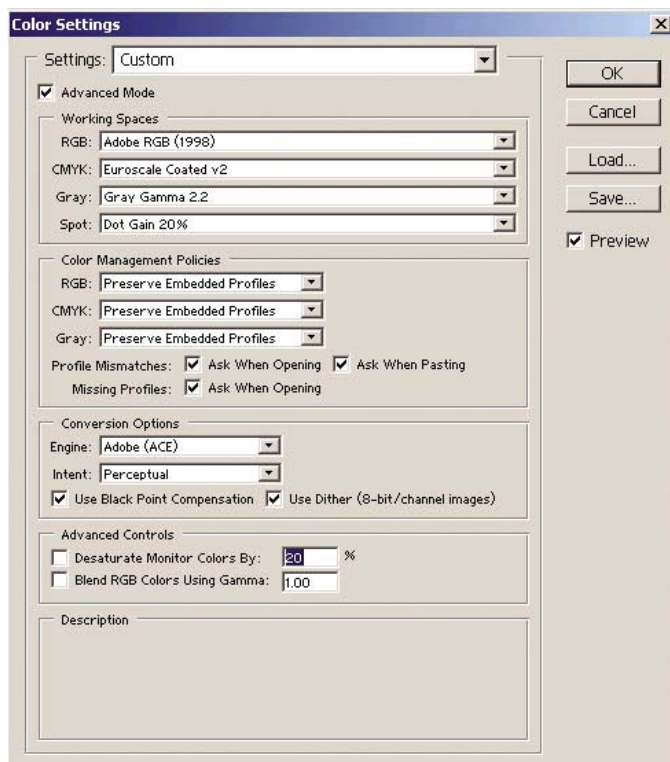 Color Settings
Settings: Custom
Advanced Mode
Working Spaces
RGB: Adobe RGB (1998)
CMYK: Euroscale Coated v2
Gray: Gray Gamma 2.2
Spot: Dot Gain 20%
Color Management Policies
RGB: Preserve Embedded Profiles
CMYK: Preserve Embedded Profiles
Gray: Preserve Embedded Profiles
Profile Mismatches: Ask When Opening Ask When Pasting
Missing Profiles: Ask When Opening
Conversion Options
Engine: Adobe (ACE)
Intent: Perceptual
Use Black Point Compensation Use Dither (8-bit/channel images)
Advanced Controls
Desaturate Monitor Colors By: 20 %
Blend RGB Colors Using Gamma: 1.00
Description
OK
Cancel
Load...
Save...
Preview